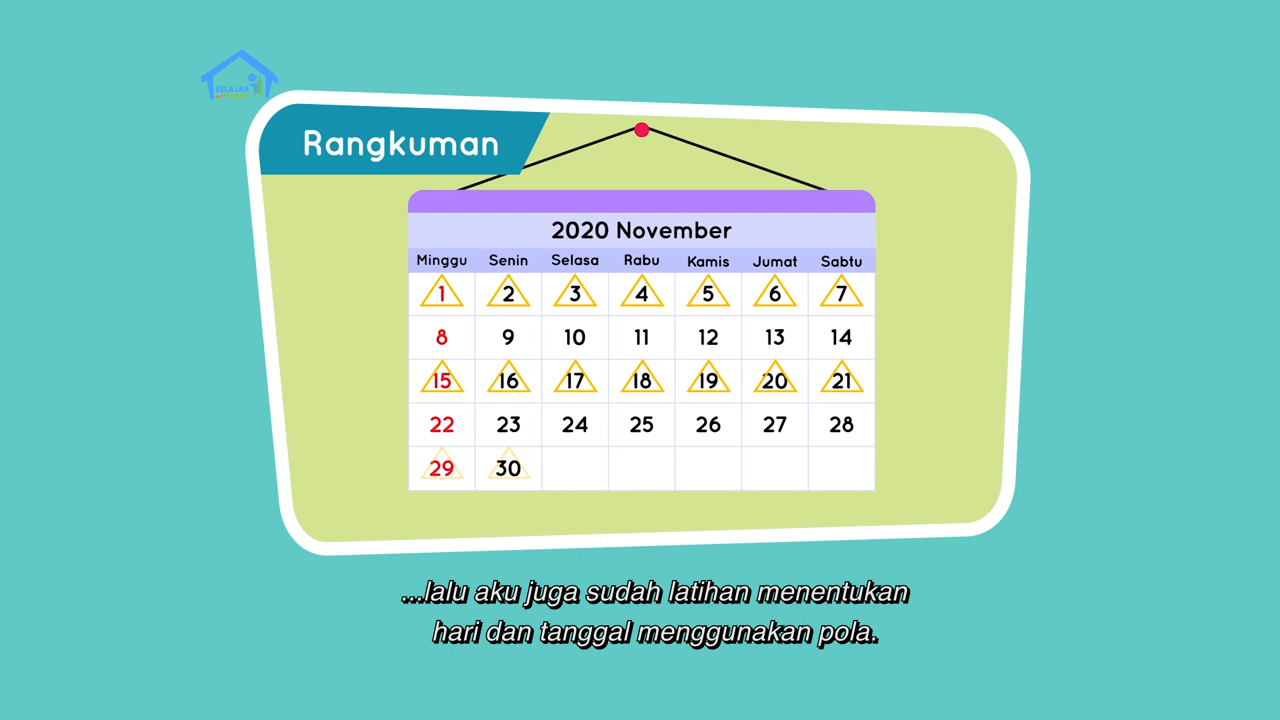 BELAJAR
Rangkuman
2020 November
Minggu Senin Selasa Rabu Kamis Jumat Sabtu
1 2 3 4 5 6 7
8 9 10 11 12 13 14
15 16 17 18 19 20 21
22 23 24 25 26 27 28
29 30
...lalu aku juga sudah latihan menentukan
hari dan tanggal menggunakan pola.